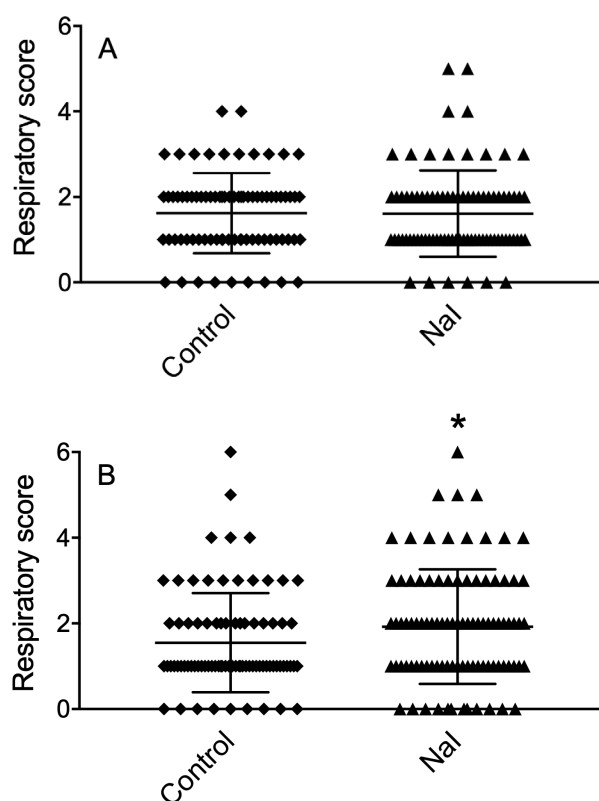 A
Respiratory score
6
4
2
0
Control
NaI
B
*
Respiratory score
6
4
2
0
Control
NaI